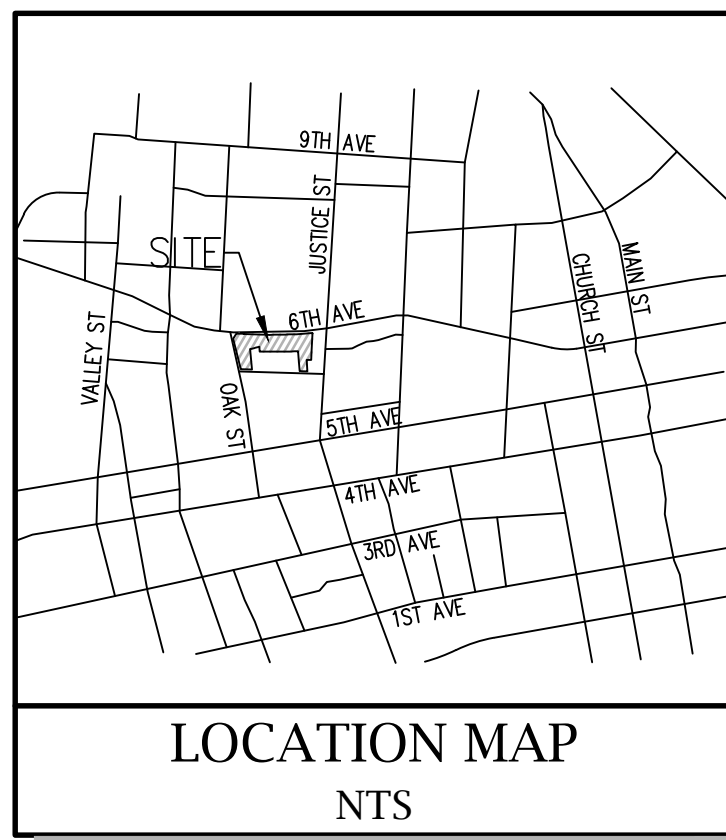 9TH AVE
JUSTICE ST
SITE
CHURCH ST
MAIN ST
6TH AVE
VALLEY ST
OAK ST
5TH AVE
4TH AVE
3RD AVE
1ST AVE
LOCATION MAP
NTS